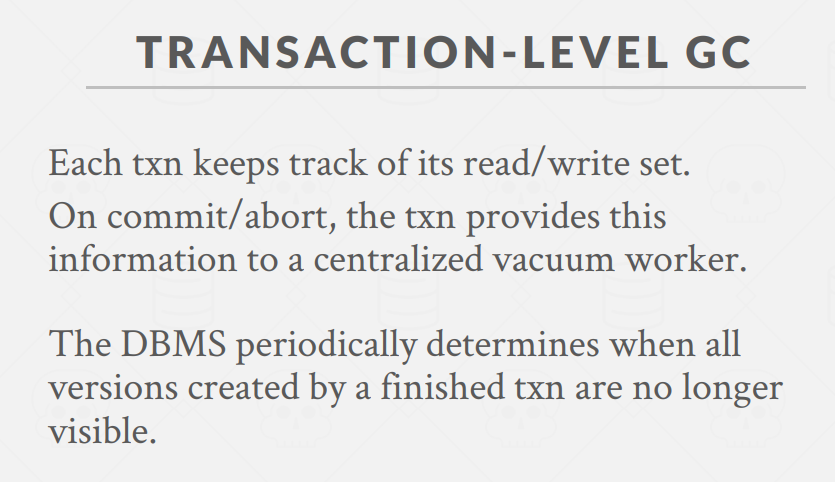 TRANSACTION-LEVEL GC
Each txn keeps track of its read/write set.
On commit/abort, the txn provides this
information to a centralized vacuum worker.
The DBMS periodically determines when all
versions created by a finished txn are no longer
visible.